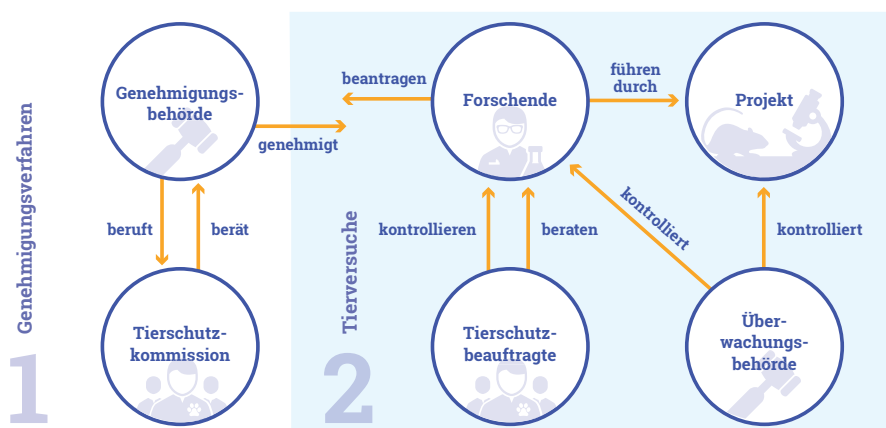 Genehmigungsverfahren
1
Genehmigungs-
behörde
beruft
berät
Tierschutz-
kommission
genehmigt
beantragen
Tierversuche
2
Forschende
führen
durch
Projekt
kontrollieren
beraten
kontrolliert
kontrolliert
Tierschutz-
beauftragte
Über-
wachungs-
behörde